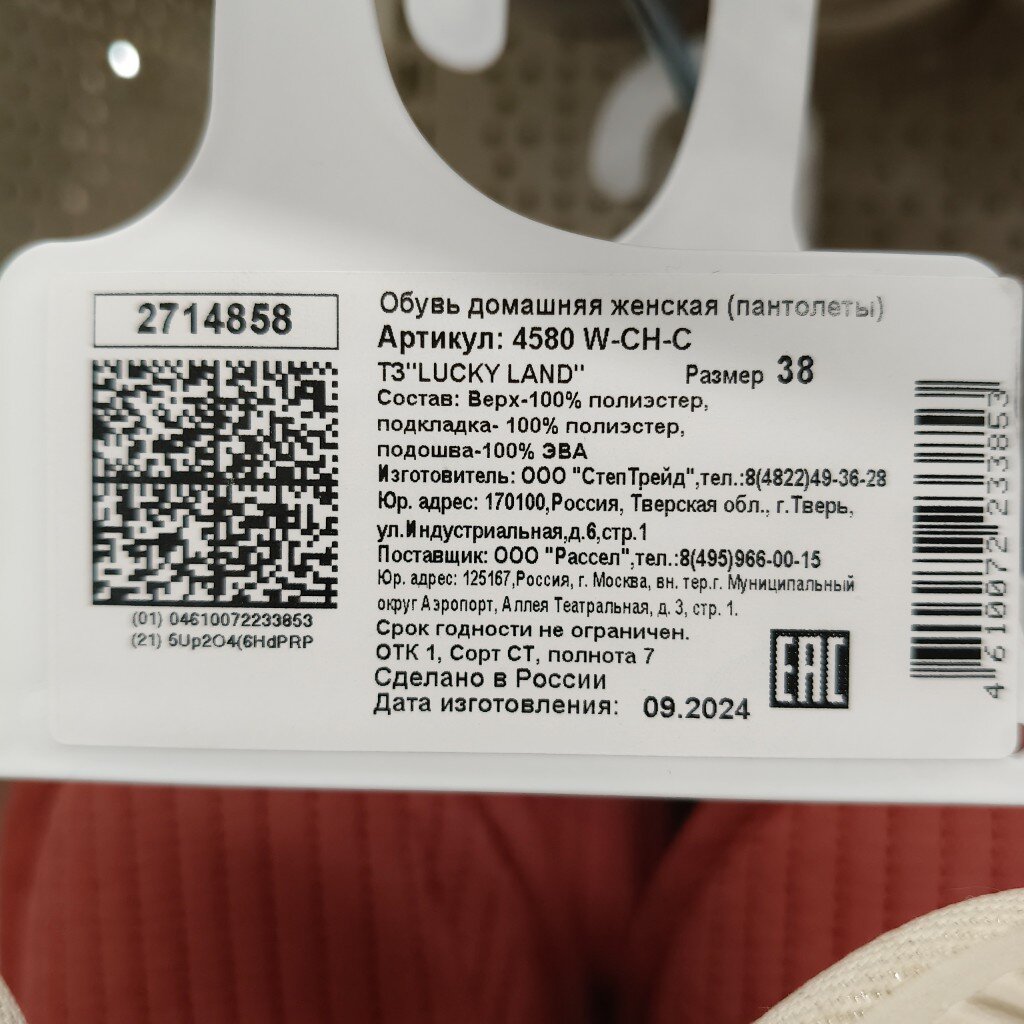 2714858
(01) 04610072233853
(21) 5Up2O4(6HdPRP
Обувь домашняя женская (пантолеты)
Артикул: 4580 W-CH-C
ТЗ"LUCKY LAND" Размер 38
Состав: Верх-100% полиэстер,
подкладка- 100% полиэстер,
подошва-100% ЭВА
Изготовитель: ООО "СтепТрейд",тел.:8(4822)49-36-28
Юр. адрес: 170100,Россия, Тверская обл., г.Тверь,
ул.Индустриальная,д.6,стр.1
Поставщик: ООО "Рассел",тел.:8(495)966-00-15
Юр. адрес: 125167,Россия, г. Москва, вн. тер.г. Муниципальный
округ Аэропорт, Аллея Театральная, д. 3, стр. 1.
Срок годности не ограничен.
ОТК 1, Сорт СТ, полнота 7
Сделано в России
Дата изготовления: 09.2024
EAC
4610072233853